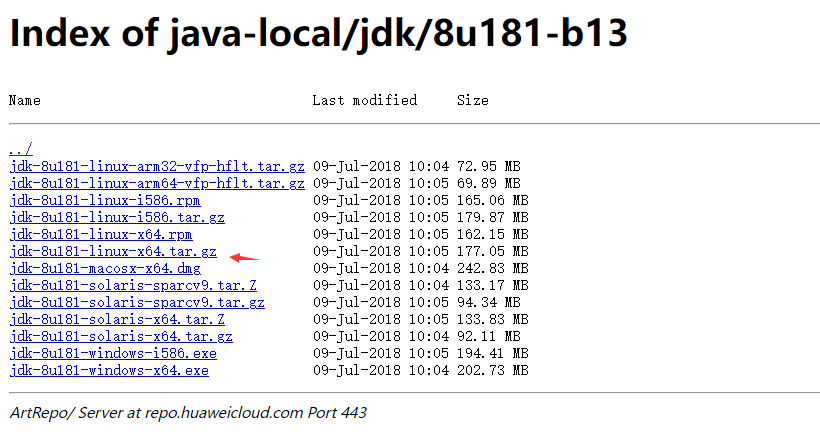 Index of java-local/jdk/8u181-b13
Name Last modified Size
../
jdk-8u181-linux-arm32-vfp-hflt.tar.gz 09-Jul-2018 10:04 72.95 MB
jdk-8u181-linux-arm64-vfp-hflt.tar.gz 09-Jul-2018 10:05 69.89 MB
jdk-8u181-linux-i586.rpm 09-Jul-2018 10:05 165.06 MB
jdk-8u181-linux-i586.tar.gz 09-Jul-2018 10:05 179.87 MB
jdk-8u181-linux-x64.rpm 09-Jul-2018 10:05 162.15 MB
jdk-8u181-linux-x64.tar.gz 09-Jul-2018 10:05 177.05 MB
jdk-8u181-macosx-x64.dmg 09-Jul-2018 10:04 242.83 MB
jdk-8u181-solaris-sparcv9.tar.Z 09-Jul-2018 10:04 133.17 MB
jdk-8u181-solaris-sparcv9.tar.gz 09-Jul-2018 10:05 94.34 MB
jdk-8u181-solaris-x64.tar.Z 09-Jul-2018 10:05 133.83 MB
jdk-8u181-solaris-x64.tar.gz 09-Jul-2018 10:04 92.11 MB
jdk-8u181-windows-i586.exe 09-Jul-2018 10:05 194.41 MB
jdk-8u181-windows-x64.exe 09-Jul-2018 10:04 202.73 MB
ArtRepo/ Server at repo.huaweicloud.com Port 443